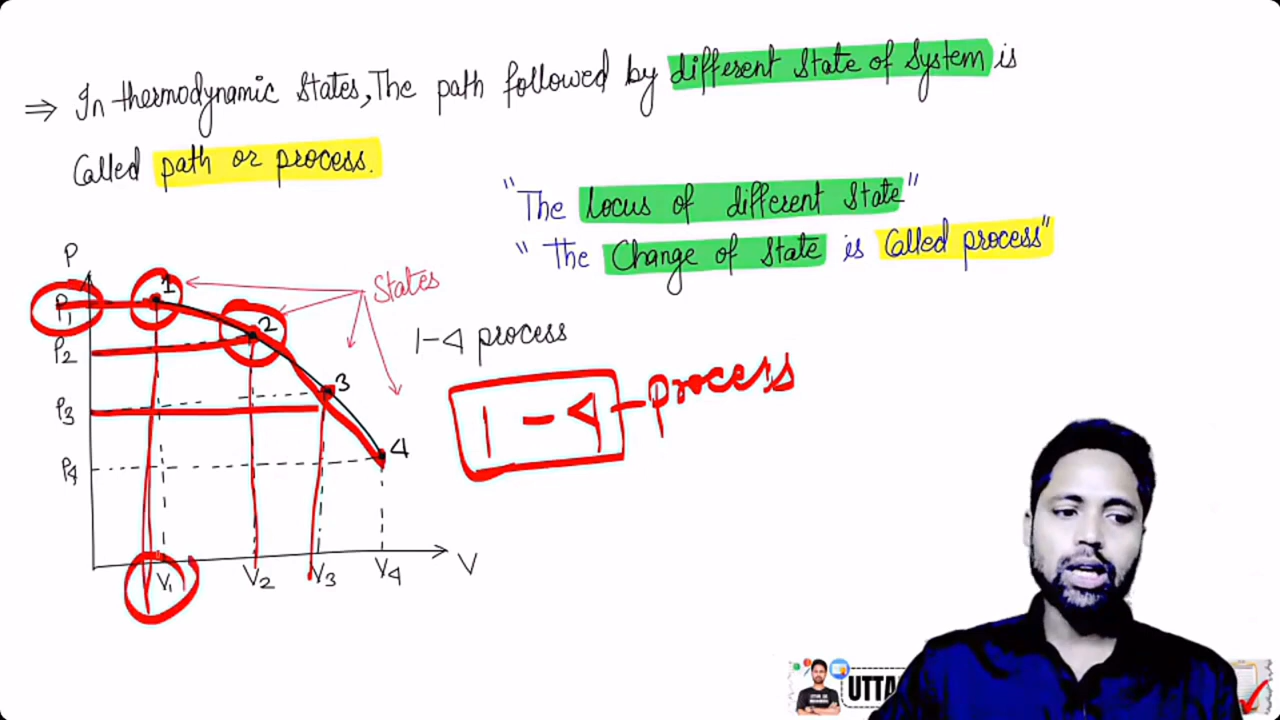 ⇒ In thermodynamic States, The path followed by different State of System is
Called path or process.
"The Locus of different State"
"The Change of State is Called process"
P
P1
P2
P3
P4
1
2
3
4
States
1-4 process
1-4-process
V1
V2
V3
V4
V